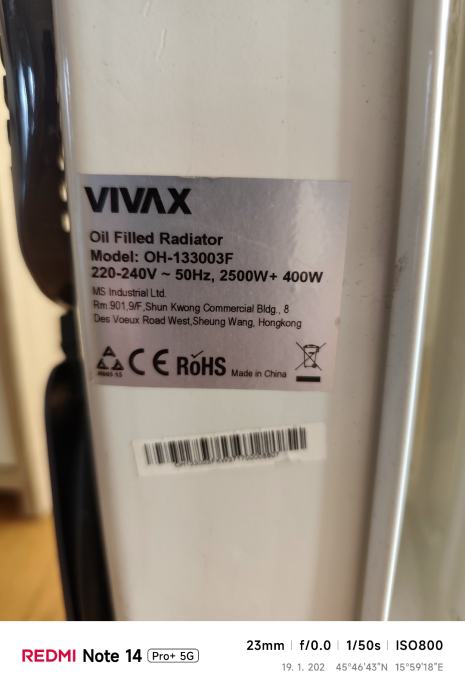 VIVAX
Oil Filled Radiator
Model: OH-133003F
220-240V ~ 50Hz, 2500W+ 400W
MS Industrial Ltd.
Rm.901,9/F,Shun Kwong Commercial Bldg., 8
Des Voeux Road West,Sheung Wang, Hongkong
CE RoHS Made in China
REDMI Note 14 Pro+ 5G
23mm | f/0.0 | 1/50s | ISO800
19. 1. 202 45°46'43"N 15°59'18"E